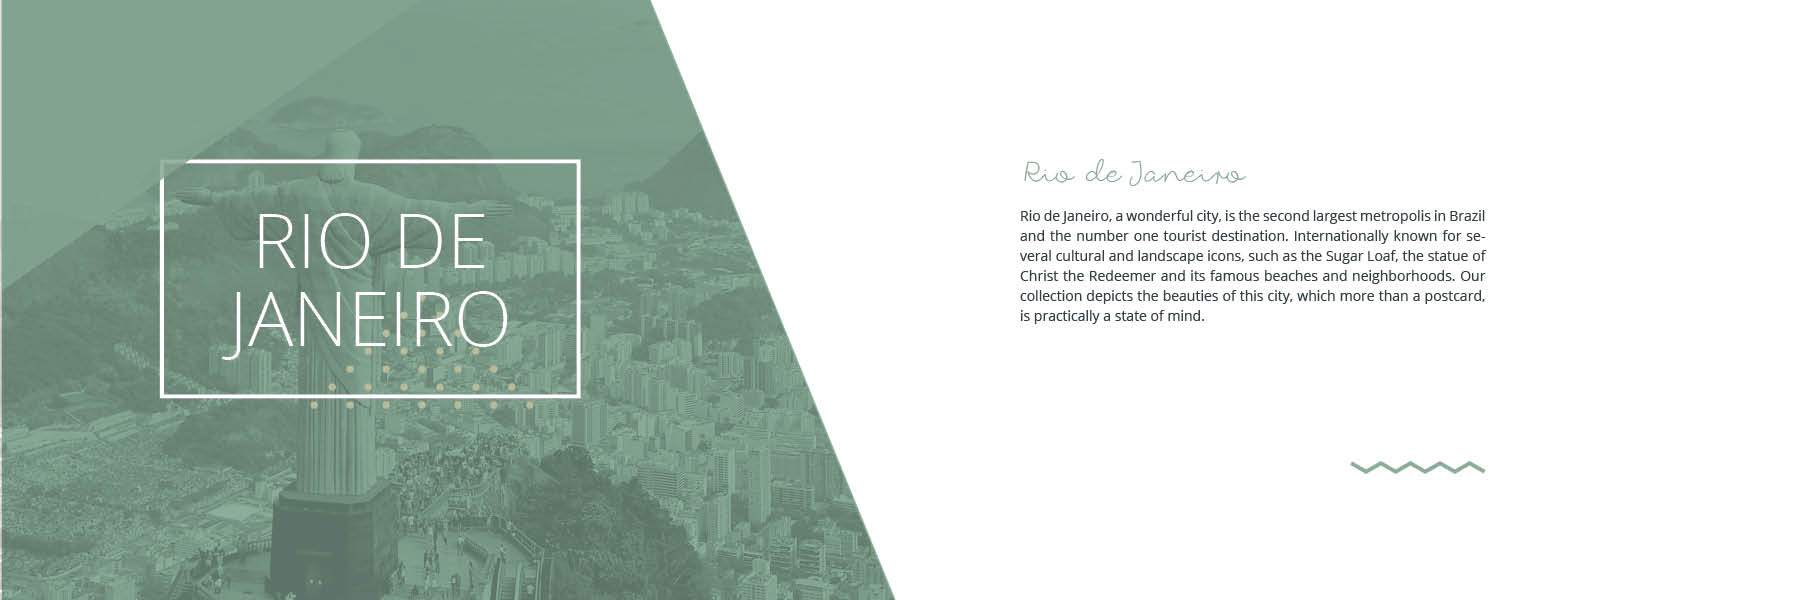 RIO DE
JANEIRO
Rio de Janeiro
Rio de Janeiro, a wonderful city, is the second largest metropolis in Brazil
and the number one tourist destination. Internationally known for se-
veral cultural and landscape icons, such as the Sugar Loaf, the statue of
Christ the Redeemer and its famous beaches and neighborhoods. Our
collection depicts the beauties of this city, which more than a postcard,
is practically a state of mind.